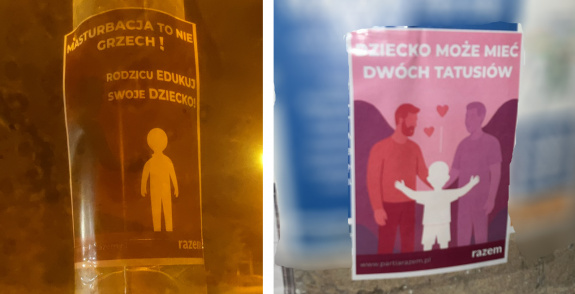 MASTURBACJA TO NIE
GRZECH!
RODZICU EDUKUJ
SWOJE DZIECKO!
razem
DZIECKO MOŻE MIEĆ
DWÓCH TATUSIÓW
razem
www.partiarazem.pl